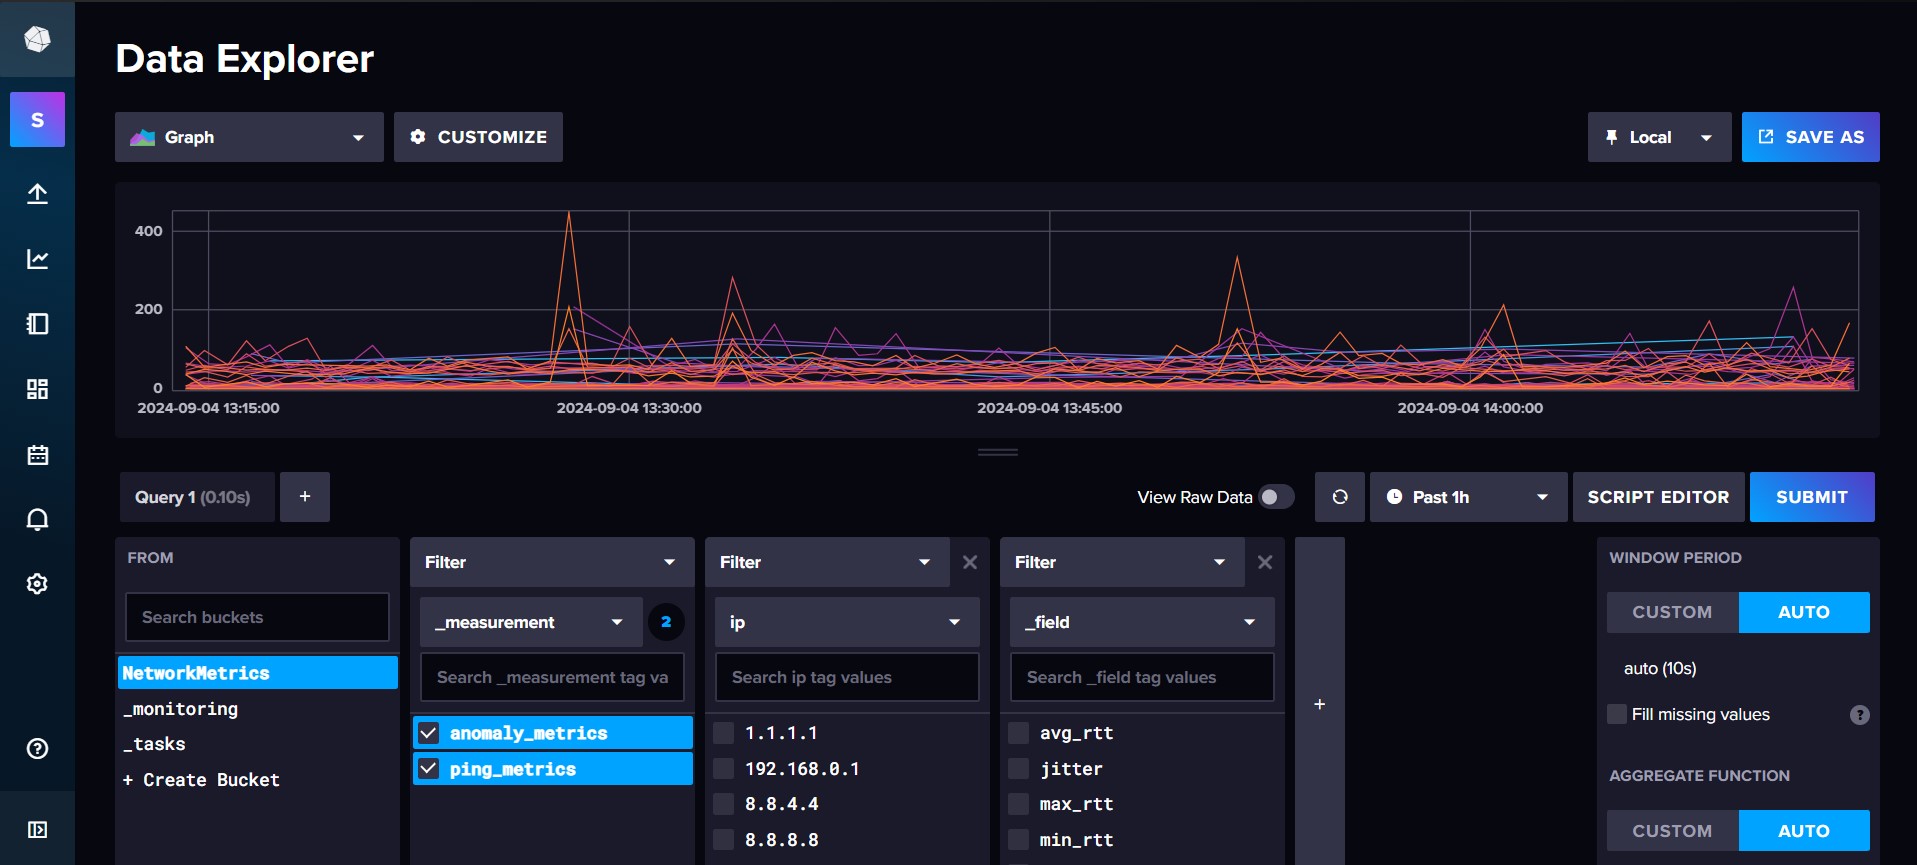 Data Explorer
S
Graph
CUSTOMIZE
Local
SAVE AS
400
200
0
2024-09-04 13:15:00
2024-09-04 13:30:00
2024-09-04 13:45:00
2024-09-04 14:00:00
Query 1 (0.10s)
+
View Raw Data
Past 1h
SCRIPT EDITOR
SUBMIT
FROM
Search buckets
NetworkMetrics
_monitoring
_tasks
+ Create Bucket
Filter
_measurement
2
Search _measurement tag va
anomaly_metrics
ping_metrics
Filter
ip
Search ip tag values
1.1.1.1
192.168.0.1
8.8.4.4
8.8.8.8
Filter
_field
Search _field tag values
avg_rtt
jitter
max_rtt
min_rtt
+
WINDOW PERIOD
CUSTOM
AUTO
auto (10s)
Fill missing values
?
AGGREGATE FUNCTION
CUSTOM
AUTO